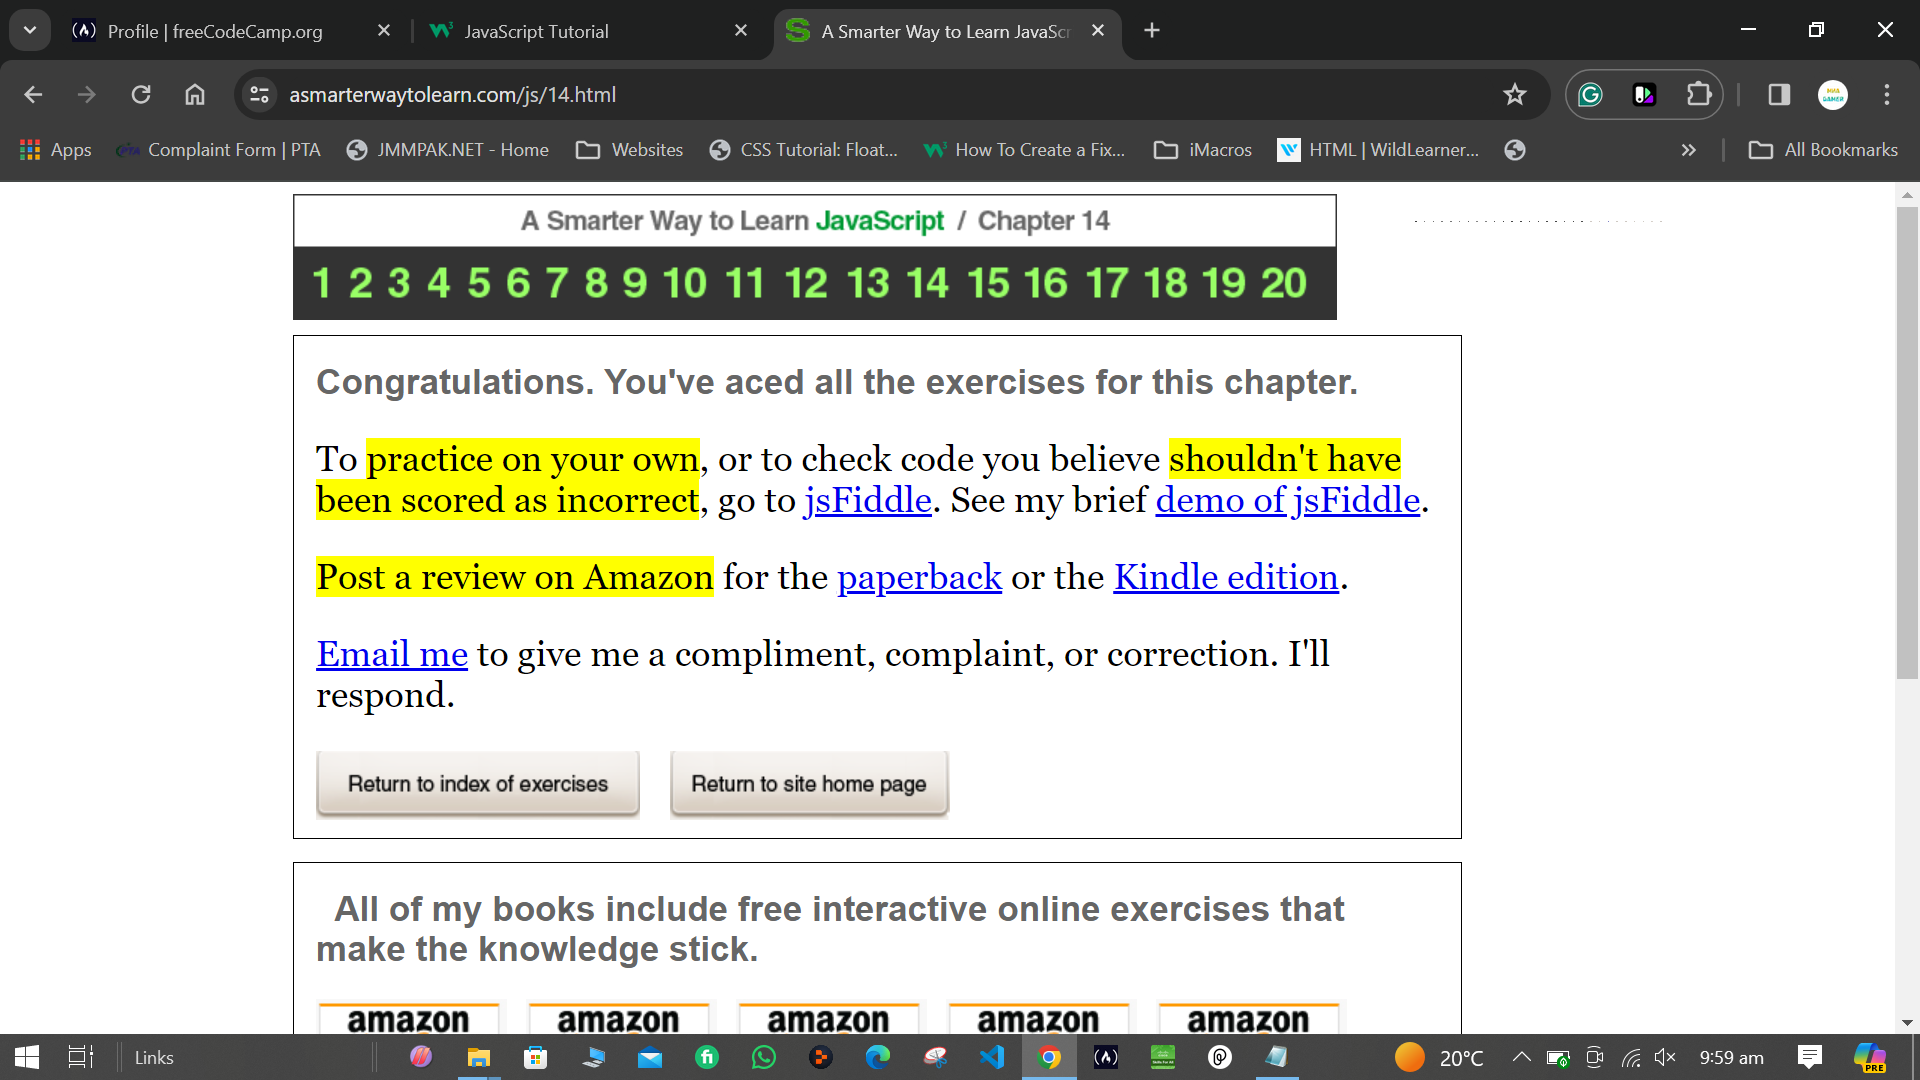 Profile | freeCodeCamp.org
JavaScript Tutorial
A Smarter Way to Learn JavaScr
asmarterwaytolearn.com/js/14.html
Apps
Complaint Form | PTA
JMMPAK.NET - Home
Websites
CSS Tutorial: Float...
How To Create a Fix...
iMacros
HTML | WildLearner...
All Bookmarks
A Smarter Way to Learn JavaScript / Chapter 14
1 2 3 4 5 6 7 8 9 10 11 12 13 14 15 16 17 18 19 20
Congratulations. You've aced all the exercises for this chapter.
To practice on your own, or to check code you believe shouldn't have
been scored as incorrect, go to jsFiddle. See my brief demo of jsFiddle.
Post a review on Amazon for the paperback or the Kindle edition.
Email me to give me a compliment, complaint, or correction. I'll
respond.
Return to index of exercises
Return to site home page
All of my books include free interactive online exercises that
make the knowledge stick.
amazon amazon amazon amazon amazon
Links
20°C
9:59 am
PRE